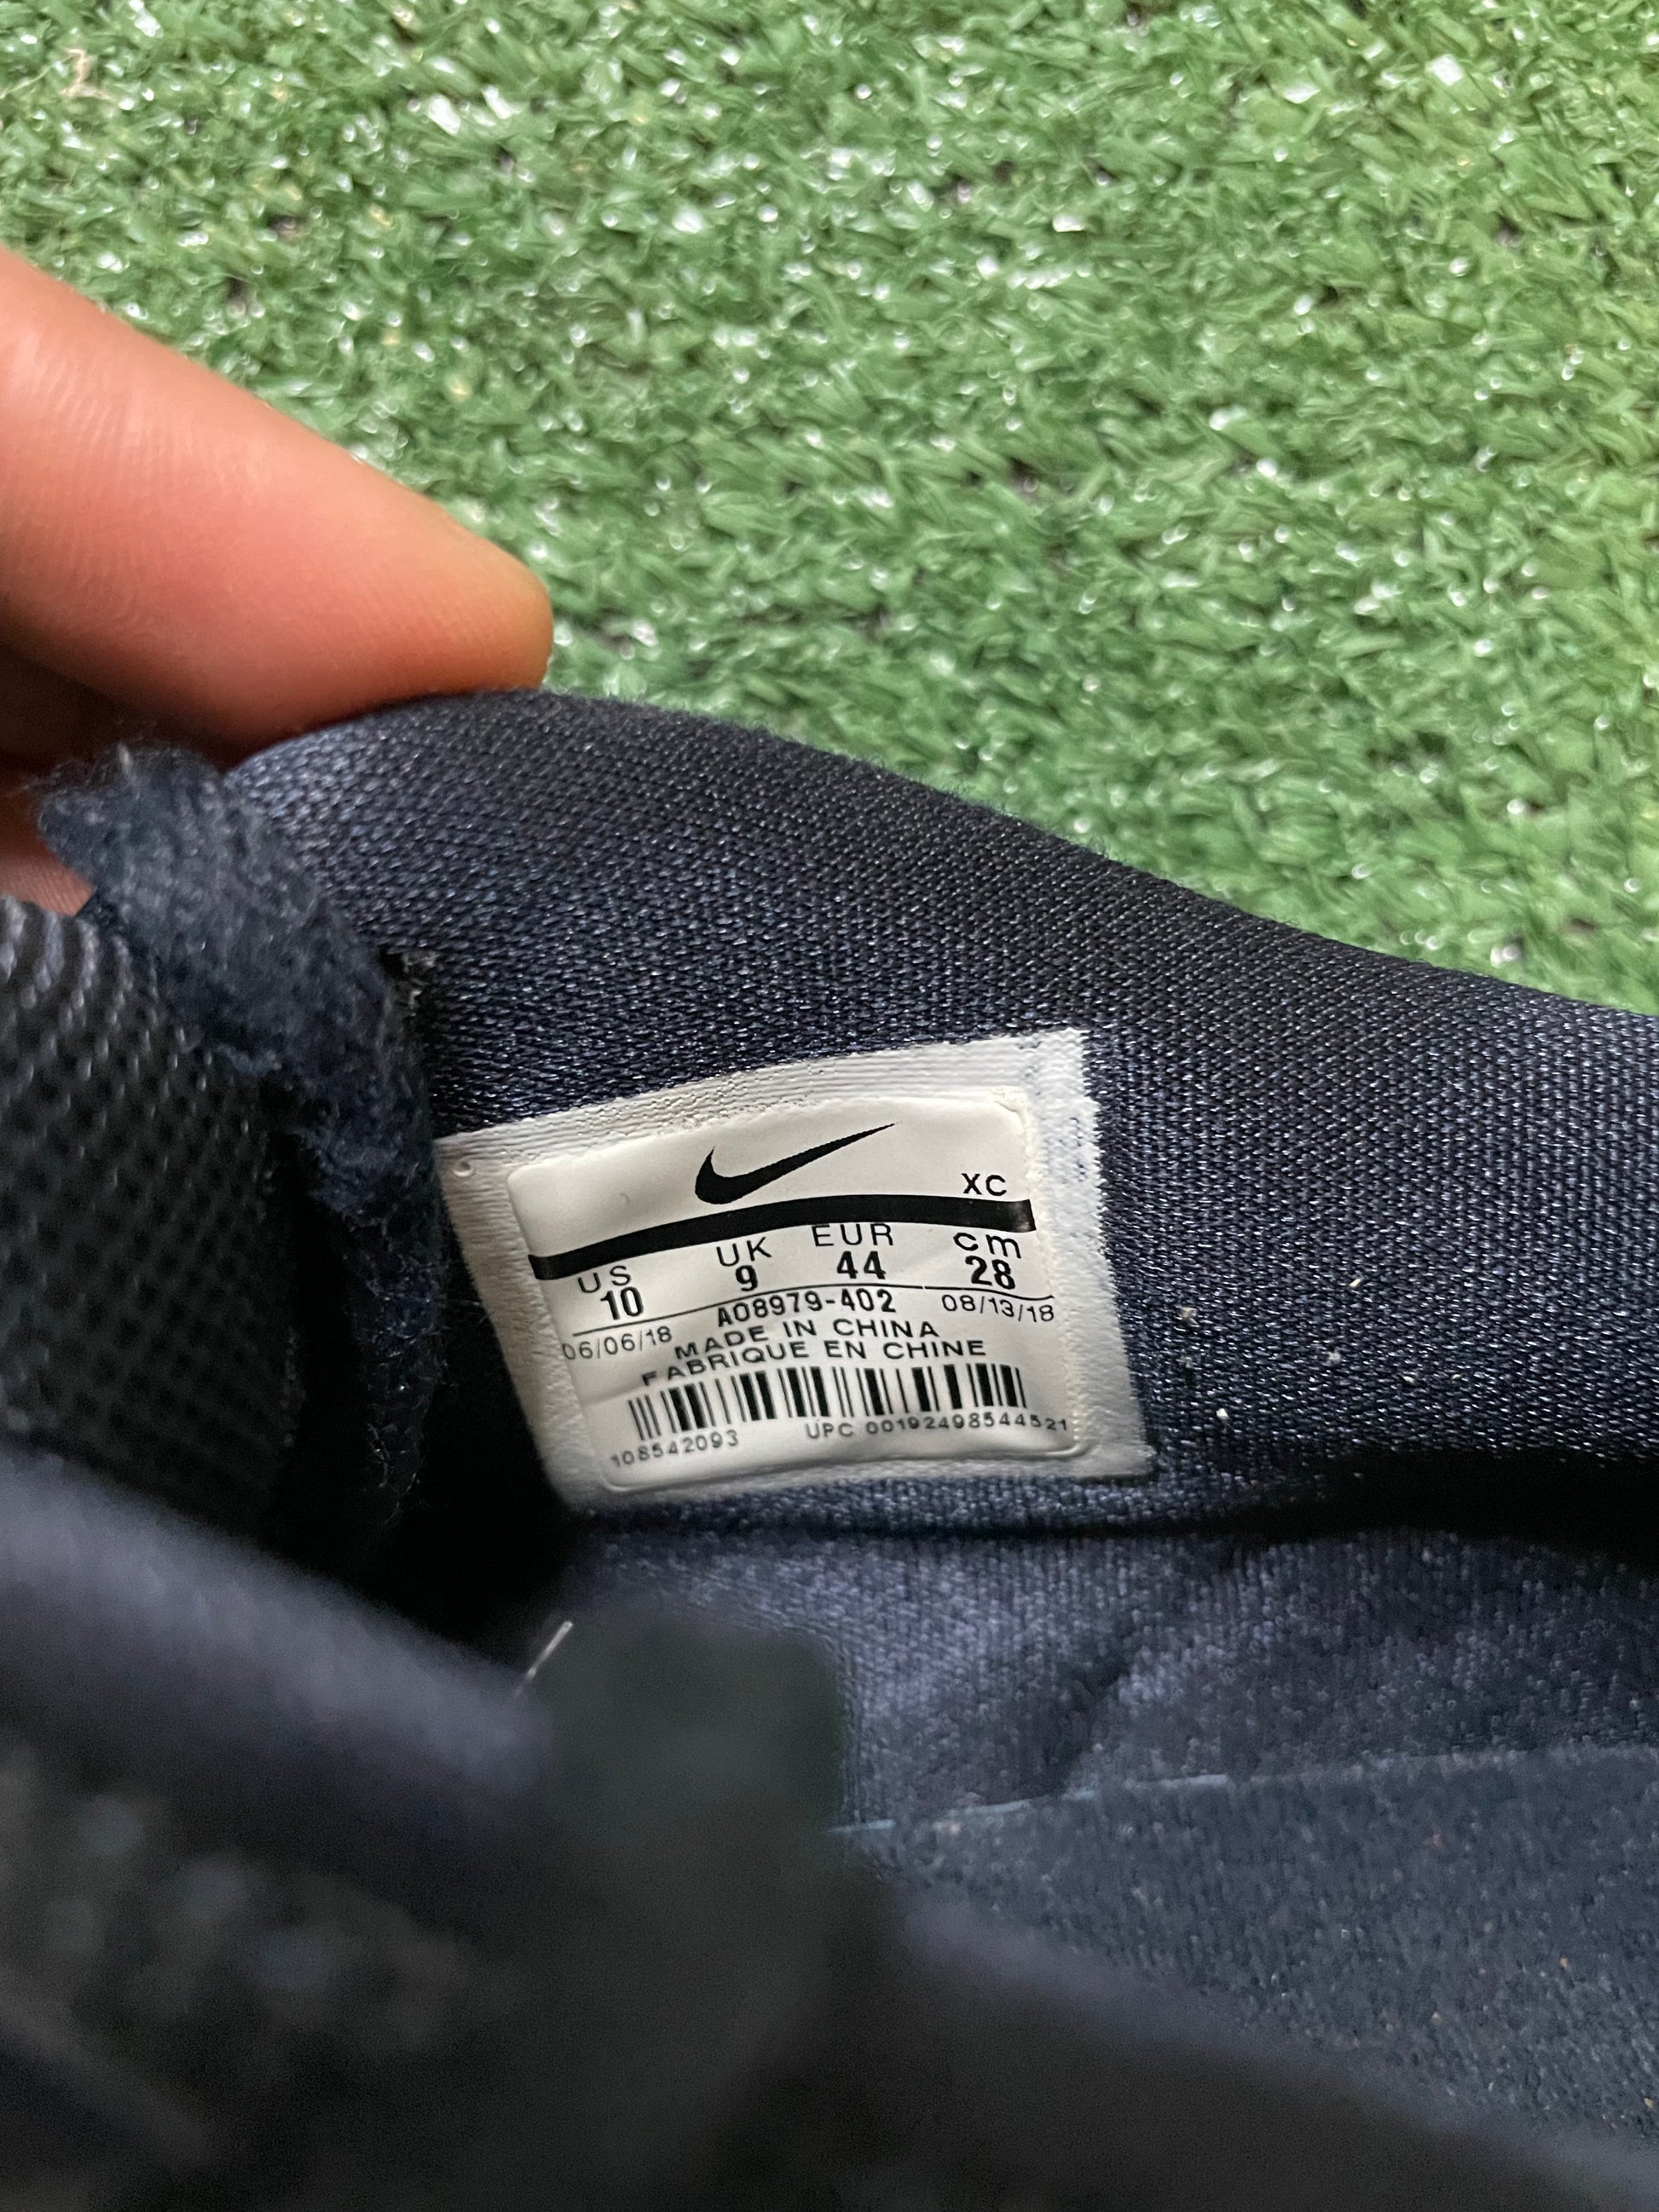 XC
US UK EUR cm
10 9 44 28
06/06/18 AO8979-402 08/13/18
MADE IN CHINA
FABRIQUE EN CHINE
108542093 UPC 00192498544521